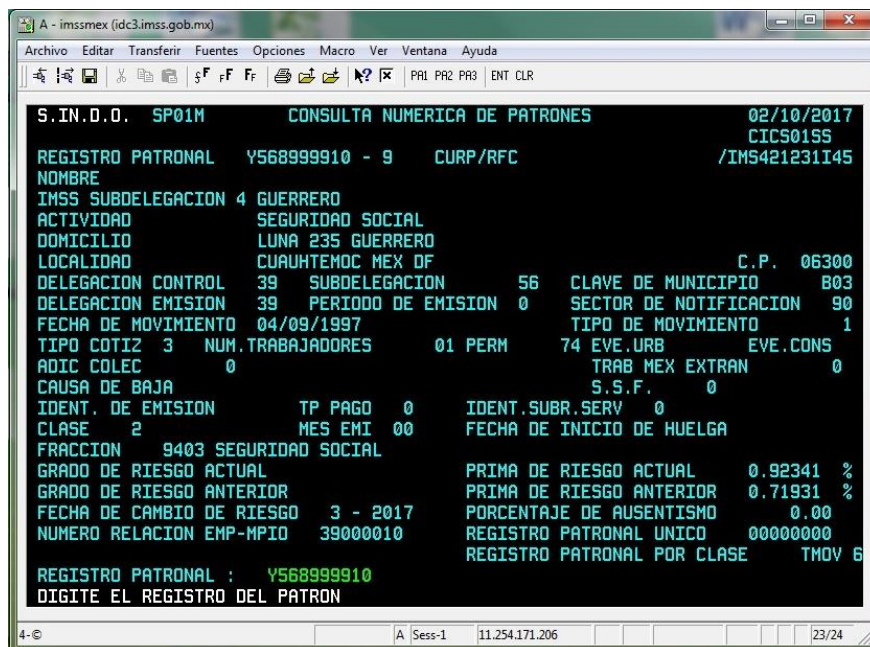 A - imssmex (idc3.imss.gob.mx)
Archivo Editar Transferir Fuentes Opciones Macro Ver Ventana Ayuda
PA1 PA2 PA3 ENT CLR
S.IN.D.O. SP01M CONSULTA NUMERICA DE PATRONES 02/10/2017
CICS01SS
REGISTRO PATRONAL Y568999910 - 9 CURP/RFC /IMS421231I45
NOMBRE
IMSS SUBDELEGACION 4 GUERRERO
ACTIVIDAD SEGURIDAD SOCIAL
DOMICILIO LUNA 235 GUERRERO
LOCALIDAD CUAUHTEMOC MEX DF C.P. 06300
DELEGACION CONTROL 39 SUBDELEGACION 56 CLAVE DE MUNICIPIO B03
DELEGACION EMISION 39 PERIODO DE EMISION 0 SECTOR DE NOTIFICACION 90
FECHA DE MOVIMIENTO 04/09/1997 TIPO DE MOVIMIENTO 1
TIPO COTIZ 3 NUM.TRABAJADORES 01 PERM 74 EVE.URB EVE.CONS
ADIC COLEC 0 TRAB MEX EXTRAN 0
CAUSA DE BAJA S.S.F. 0
IDENT. DE EMISION TP PAGO 0 IDENT.SUBR.SERV 0
CLASE 2 MES EMI 00 FECHA DE INICIO DE HUELGA
FRACCION 9403 SEGURIDAD SOCIAL
GRADO DE RIESGO ACTUAL PRIMA DE RIESGO ACTUAL 0.92341 %
GRADO DE RIESGO ANTERIOR PRIMA DE RIESGO ANTERIOR 0.71931 %
FECHA DE CAMBIO DE RIESGO 3 - 2017 PORCENTAJE DE AUSENTISMO 0.00
NUMERO RELACION EMP-MPIO 39000010 REGISTRO PATRONAL UNICO 00000000
REGISTRO PATRONAL POR CLASE TMOV 6
REGISTRO PATRONAL : Y568999910
DIGITE EL REGISTRO DEL PATRON
4-© A Sess-1 11.254.171.206 23/24